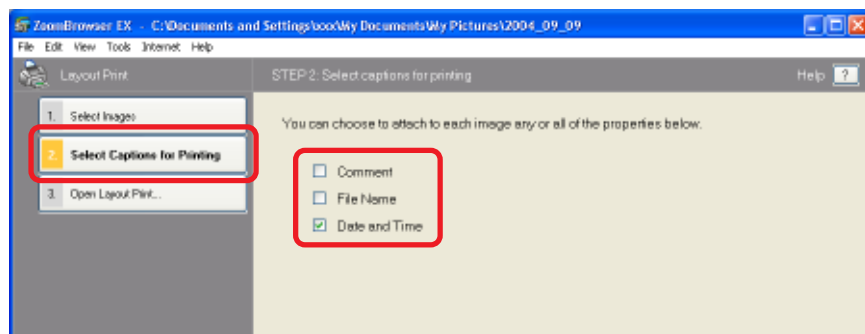 ZoomBrowser EX - C:\Documents and Settings\xxx\My Documents\My Pictures\2004_09_09
File Edit View Tools Internet Help
Layout Print
STEP 2: Select captions for printing
Help ?
1. Select Images
2. Select Captions for Printing
3. Open Layout Print...
You can choose to attach to each image any or all of the properties below.
Comment
File Name
Date and Time